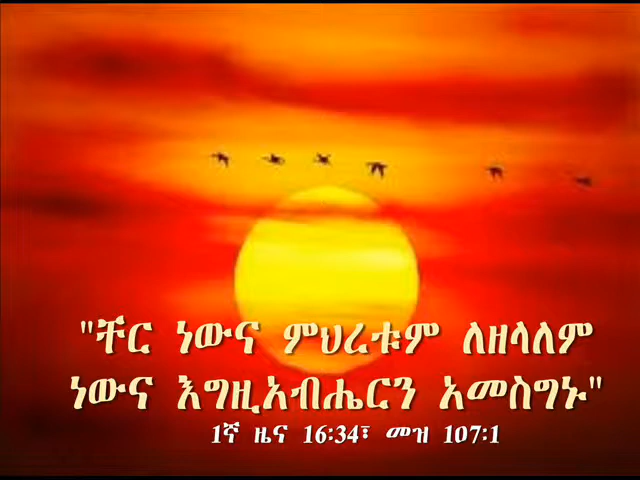 "ቸር ነውና ምህረቱም ለዘላለም
ነውና እግዚአብሔርን አመስግኑ"
1ኛ ዜና 16:34፣ መዝ 107:1